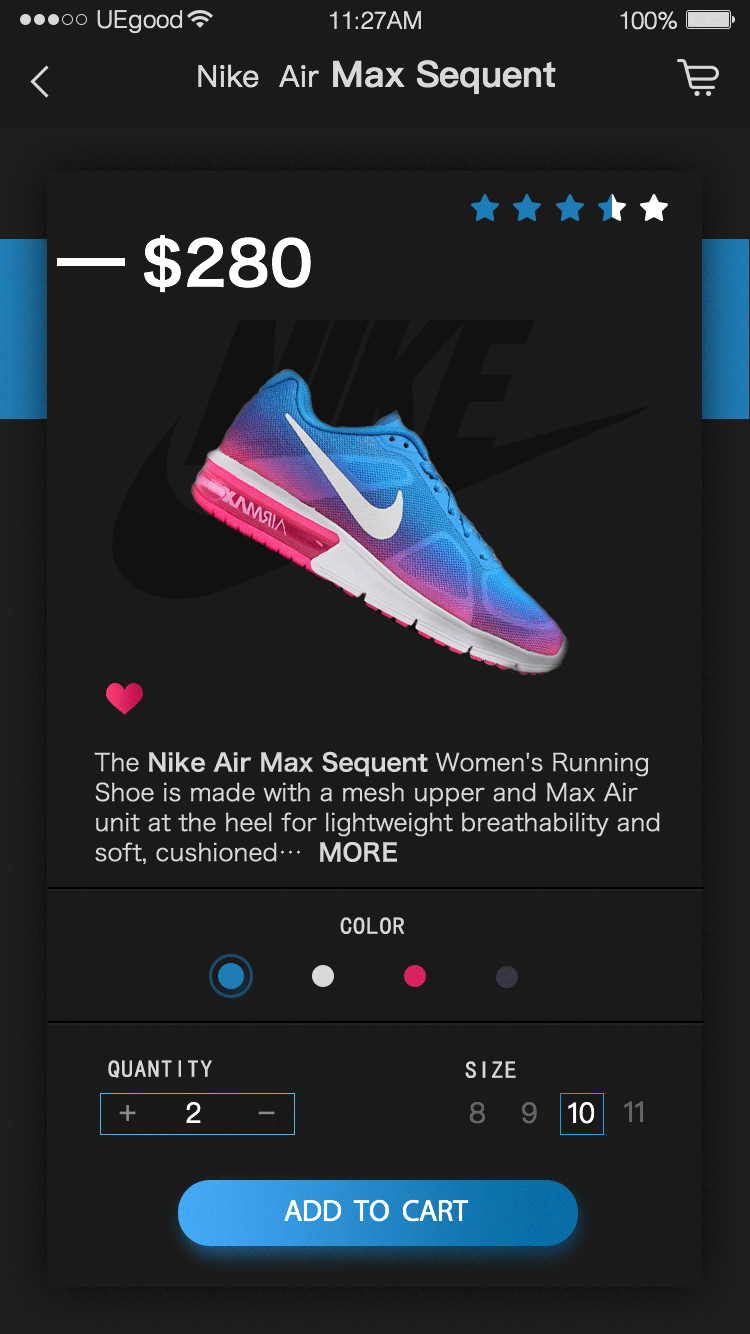 UEgood 11:27AM 100%
Nike Air Max Sequent
$280
NIKE
AIRMAX
The Nike Air Max Sequent Women's Running
Shoe is made with a mesh upper and Max Air
unit at the heel for lightweight breathability and
soft, cushioned… MORE
COLOR
QUANTITY SIZE
+ 2 − 8 9 10 11
ADD TO CART